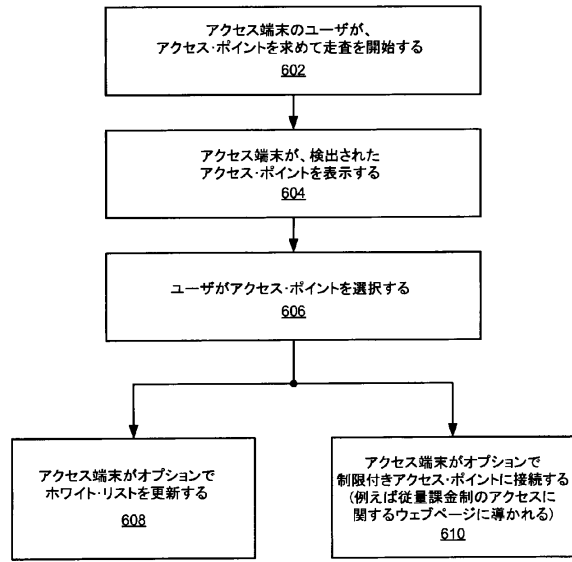 アクセス端末のユーザが、
アクセス・ポイントを求めて走査を開始する
602
アクセス端末が、検出された
アクセス・ポイントを表示する
604
ユーザがアクセス・ポイントを選択する
606
アクセス端末がオプションで
ホワイト・リストを更新する
608
アクセス端末がオプションで
制限付きアクセス・ポイントに接続する
(例えば従量課金制のアクセスに
関するウェブページに導かれる)
610